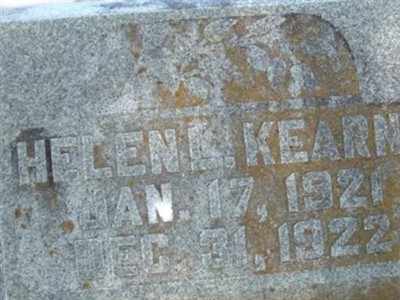 HELEN L. KEARN
JAN. 17, 1921
DEC. 31, 1922